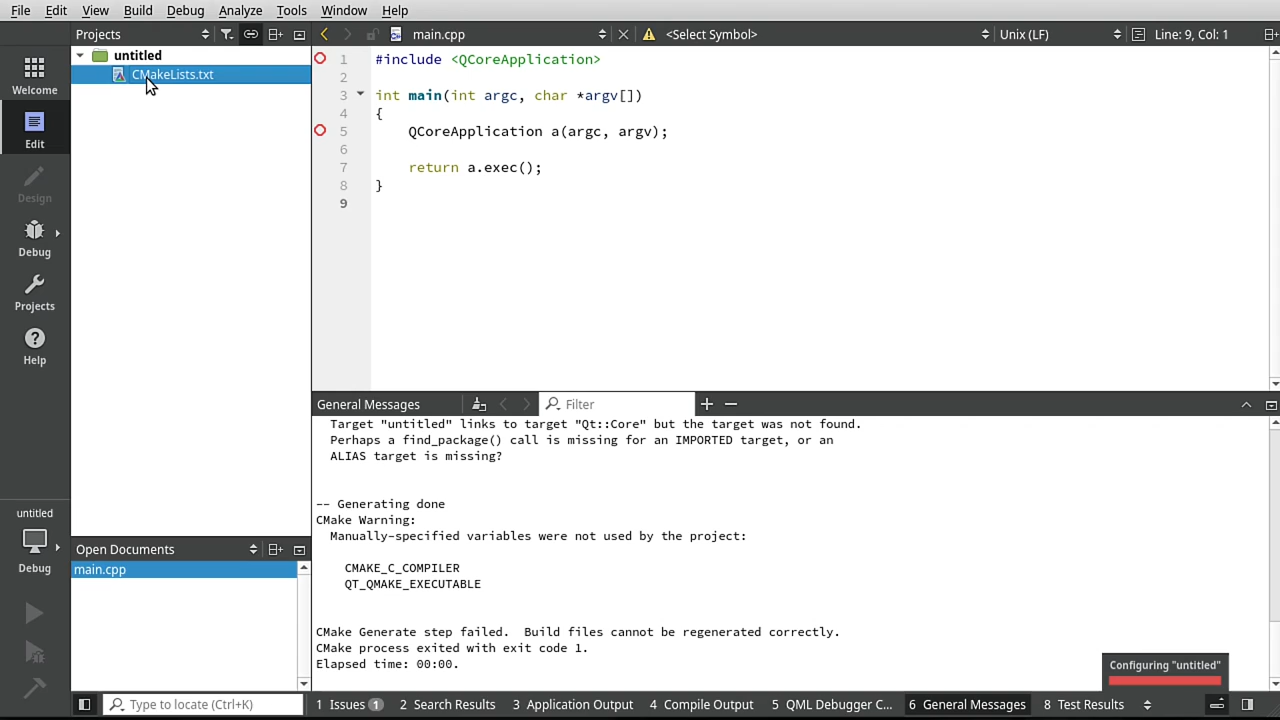 File Edit View Build Debug Analyze Tools Window Help
Projects main.cpp <Select Symbol> Unix (LF) Line: 9, Col: 1
Welcome
Edit
Design
Debug
Projects
Help
untitled
Debug
untitled
CMakeLists.txt
Open Documents
main.cpp
1 #include <QCoreApplication>
2
3 int main(int argc, char *argv[])
4 {
5 QCoreApplication a(argc, argv);
6
7 return a.exec();
8 }
9
General Messages Filter
Target "untitled" links to target "Qt::Core" but the target was not found.
Perhaps a find_package() call is missing for an IMPORTED target, or an
ALIAS target is missing?
-- Generating done
CMake Warning:
Manually-specified variables were not used by the project:
CMAKE_C_COMPILER
QT_QMAKE_EXECUTABLE
CMake Generate step failed.  Build files cannot be regenerated correctly.
CMake process exited with exit code 1.
Elapsed time: 00:00.
Configuring "untitled"
Type to locate (Ctrl+K) 1 Issues 1 2 Search Results 3 Application Output 4 Compile Output 5 QML Debugger C... 6 General Messages 8 Test Results